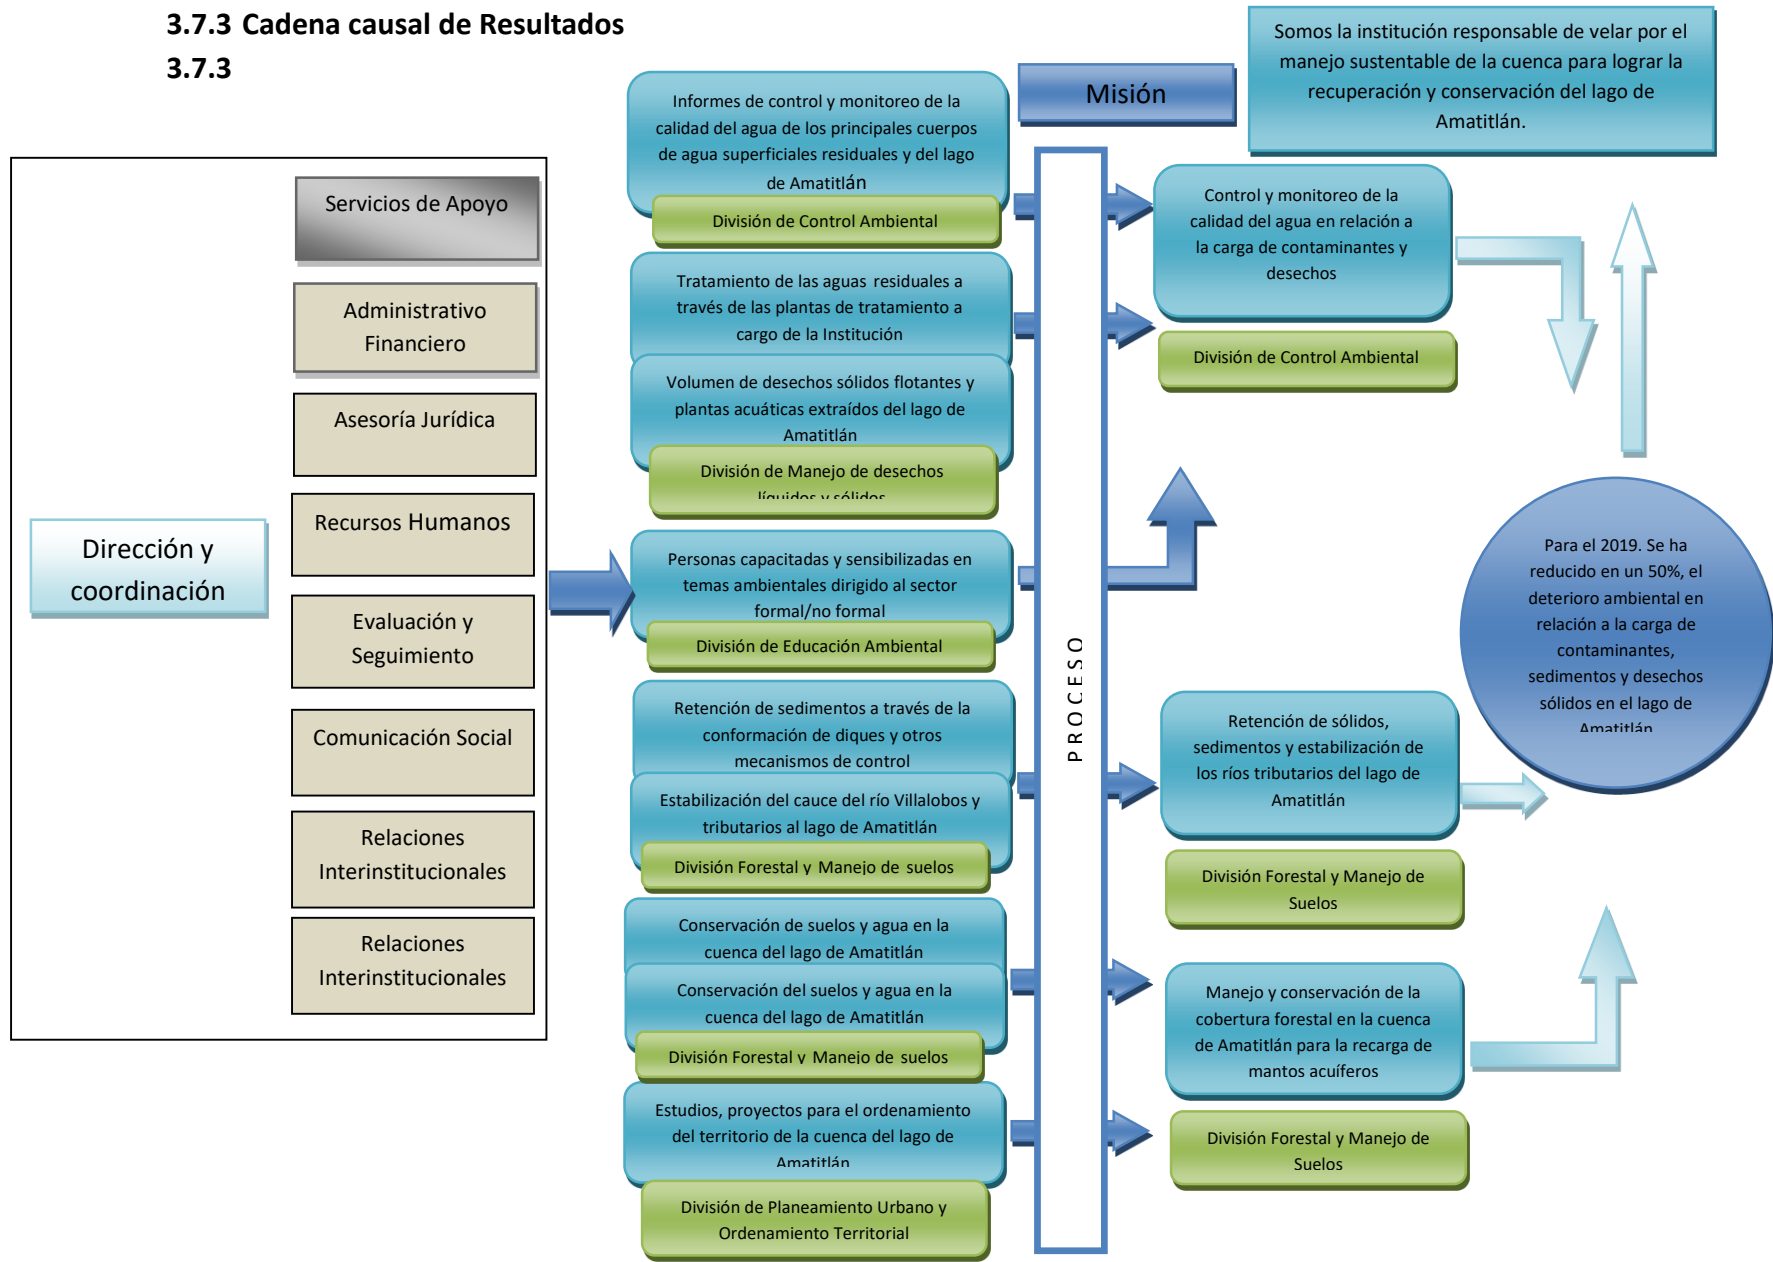 3.7.3 Cadena causal de Resultados
3.7.3
Misión
Somos la institución responsable de velar por el
manejo sustentable de la cuenca para lograr la
recuperación y conservación del lago de
Amatitlán.
Dirección y
coordinación
Servicios de Apoyo
Administrativo
Financiero
Asesoría Jurídica
Recursos Humanos
Evaluación y
Seguimiento
Comunicación Social
Relaciones
Interinstitucionales
Relaciones
Interinstitucionales
Informes de control y monitoreo de la
calidad del agua de los principales cuerpos
de agua superficiales residuales y del lago
de Amatitlán
División de Control Ambiental
Tratamiento de las aguas residuales a
través de las plantas de tratamiento a
cargo de la Institución
Volumen de desechos sólidos flotantes y
plantas acuáticas extraídos del lago de
Amatitlán
División de Manejo de desechos
líquidos y sólidos
Personas capacitadas y sensibilizadas en
temas ambientales dirigido al sector
formal/no formal
División de Educación Ambiental
Retención de sedimentos a través de la
conformación de diques y otros
mecanismos de control
Estabilización del cauce del río Villalobos y
tributarios al lago de Amatitlán
División Forestal y Manejo de suelos
Conservación de suelos y agua en la
cuenca del lago de Amatitlán
Conservación del suelos y agua en la
cuenca del lago de Amatitlán
División Forestal y Manejo de suelos
Estudios, proyectos para el ordenamiento
del territorio de la cuenca del lago de
Amatitlán
División de Planeamiento Urbano y
Ordenamiento Territorial
PROCESO
Control y monitoreo de la
calidad del agua en relación a
la carga de contaminantes y
desechos
División de Control Ambiental
Retención de sólidos,
sedimentos y estabilización de
los ríos tributarios del lago de
Amatitlán
División Forestal y Manejo de
Suelos
Manejo y conservación de la
cobertura forestal en la cuenca
de Amatitlán para la recarga de
mantos acuíferos
División Forestal y Manejo de
Suelos
Para el 2019. Se ha
reducido en un 50%, el
deterioro ambiental en
relación a la carga de
contaminantes,
sedimentos y desechos
sólidos en el lago de
Amatitlán